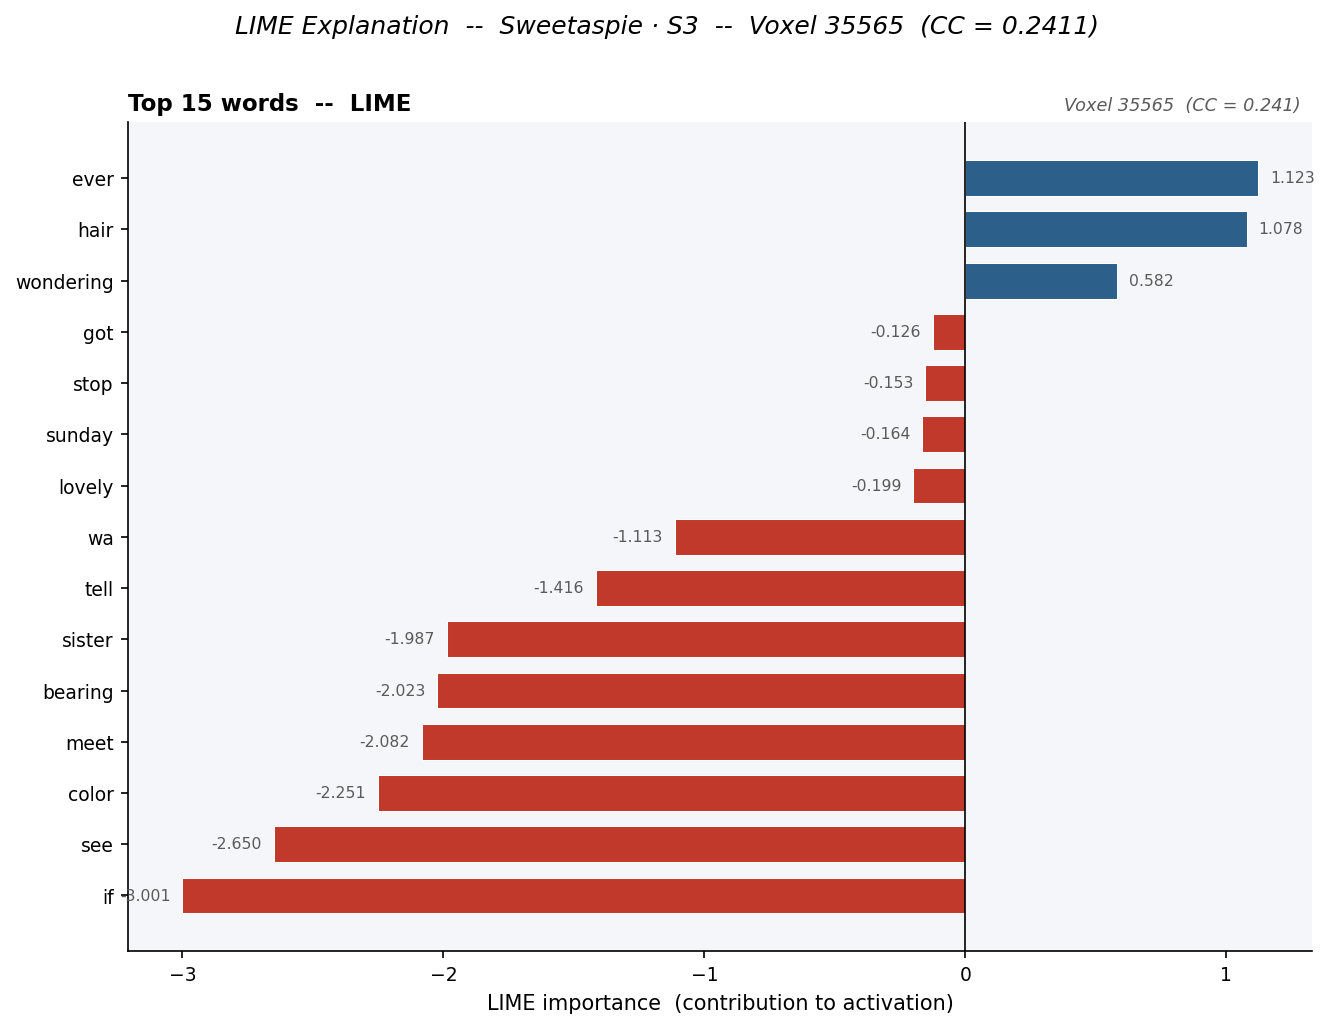 LIME Explanation -- Sweetaspie · S3 -- Voxel 35565 (CC = 0.2411)
Top 15 words -- LIME
Voxel 35565 (CC = 0.241)
ever 1.123
hair 1.078
wondering 0.582
got -0.126
stop -0.153
sunday -0.164
lovely -0.199
wa -1.113
tell -1.416
sister -1.987
bearing -2.023
meet -2.082
color -2.251
see -2.650
if -3.001
−3 −2 −1 0 1
LIME importance (contribution to activation)